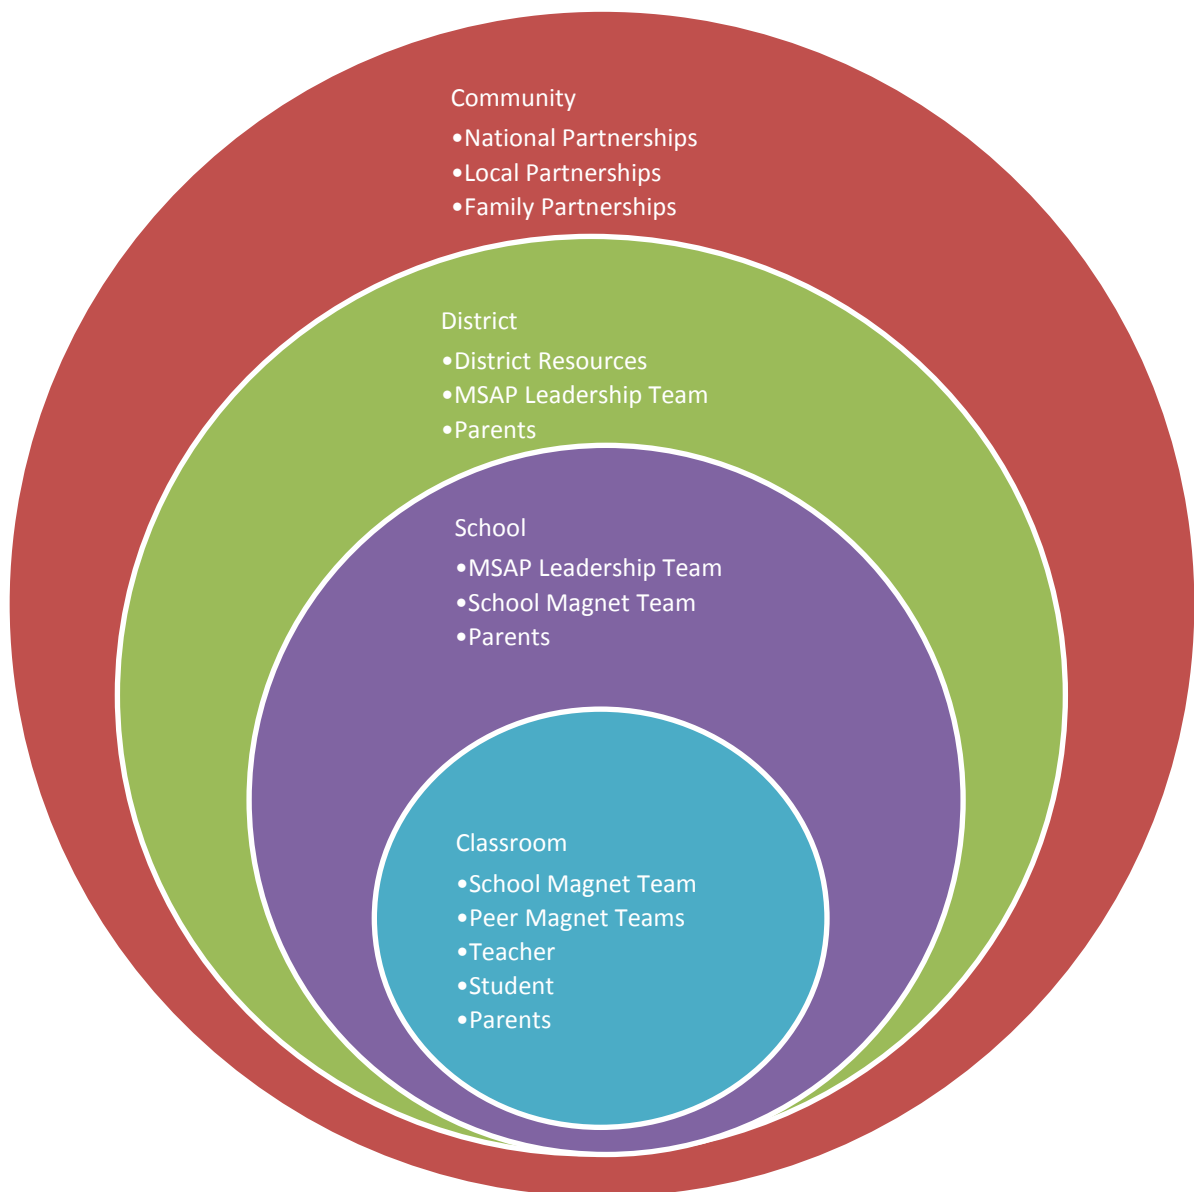 Community
•National Partnerships
•Local Partnerships
•Family Partnerships
District
•District Resources
•MSAP Leadership Team
•Parents
School
•MSAP Leadership Team
•School Magnet Team
•Parents
Classroom
•School Magnet Team
•Peer Magnet Teams
•Teacher
•Student
•Parents